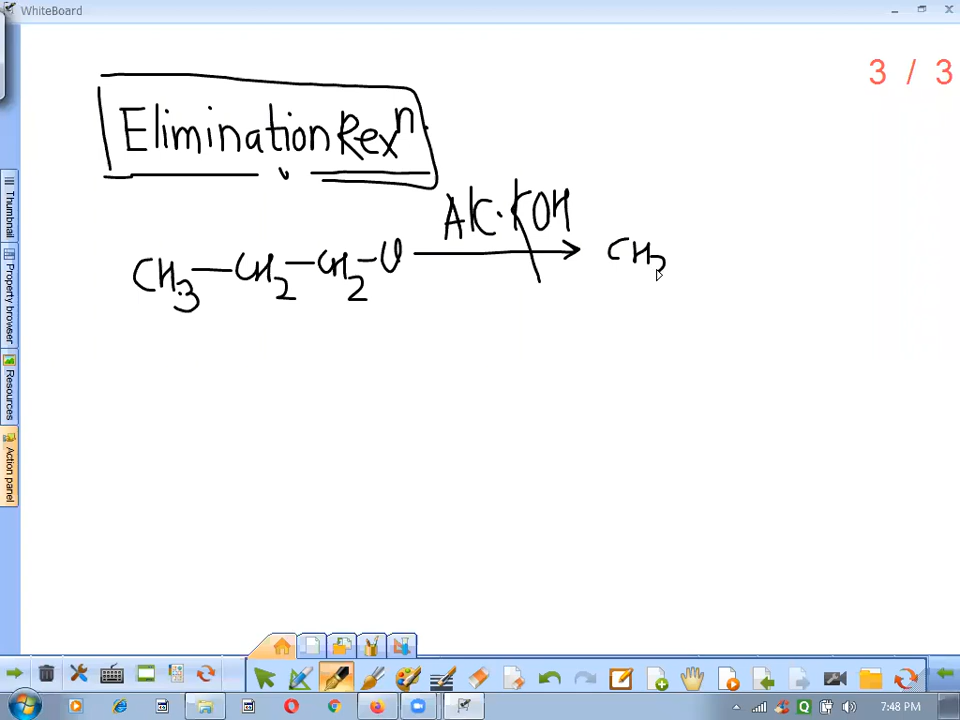 WhiteBoard
3 / 3
Elimination Rexⁿ
Alc. KOH
CH₃—CH₂—CH₂— CH₃
Thumbnail
Property browser
Resources
Action panel
7:48 PM